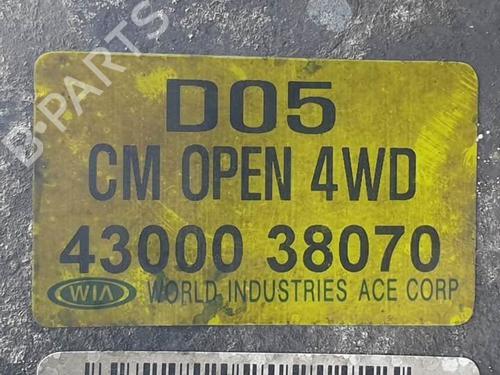 B-PARTS
D05
CM OPEN 4WD
43000 38070
WIA WORLD INDUSTRIES ACE CORP